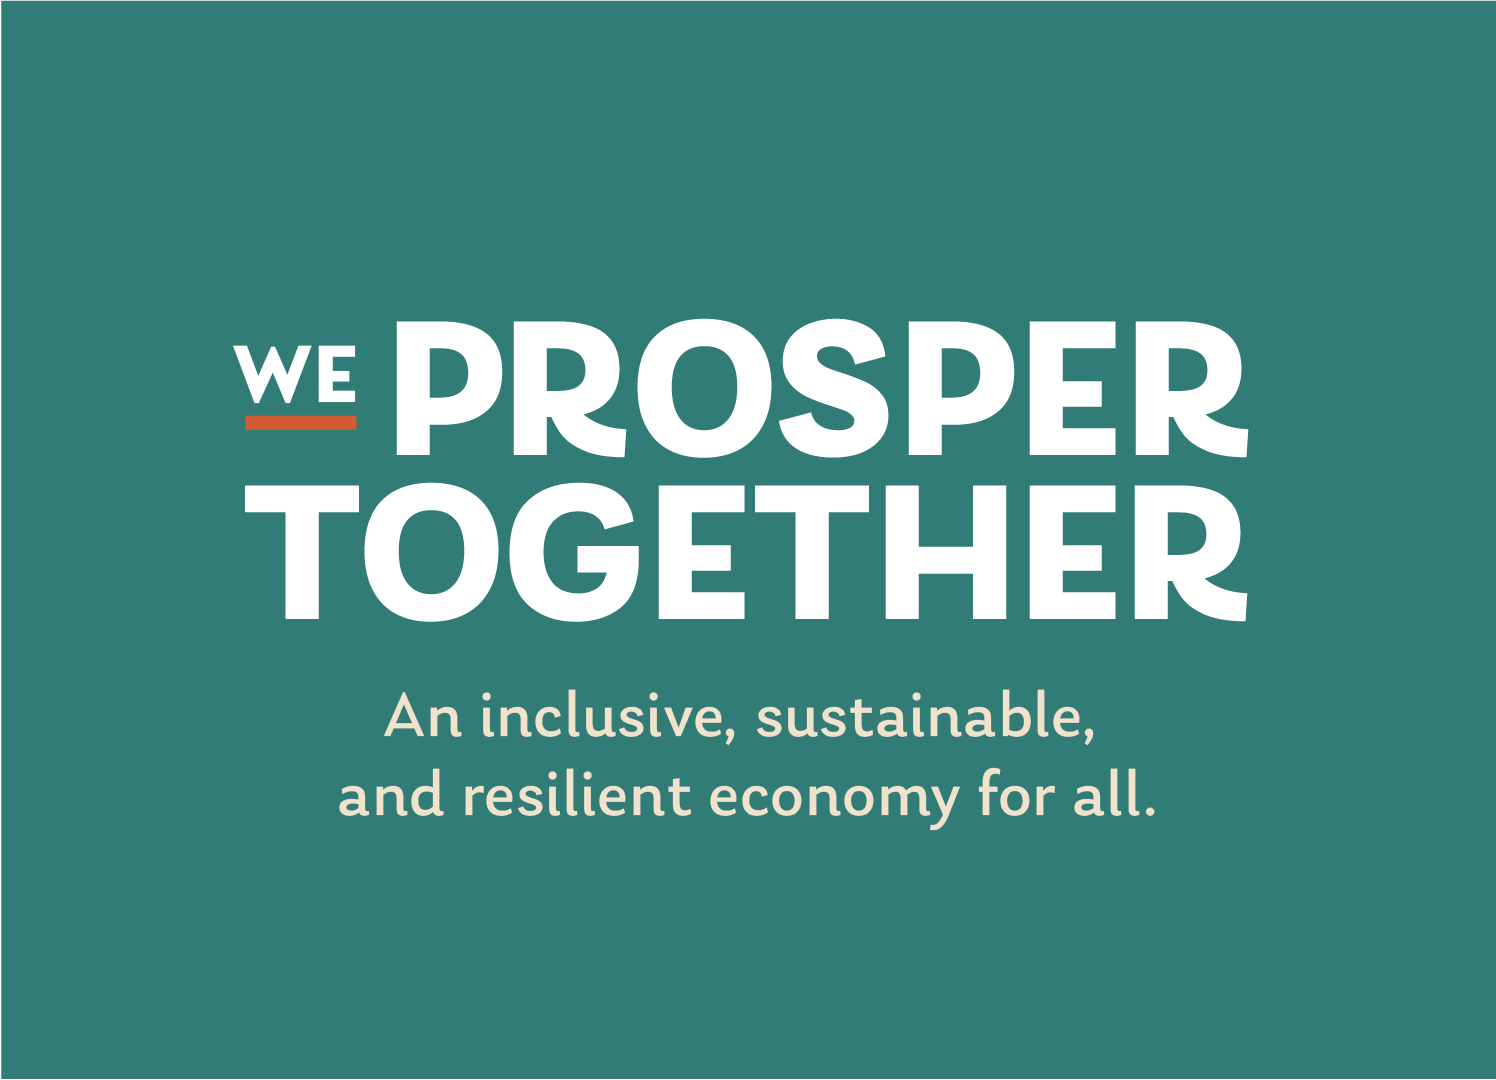 WE PROSPER
TOGETHER
An inclusive, sustainable,
and resilient economy for all.